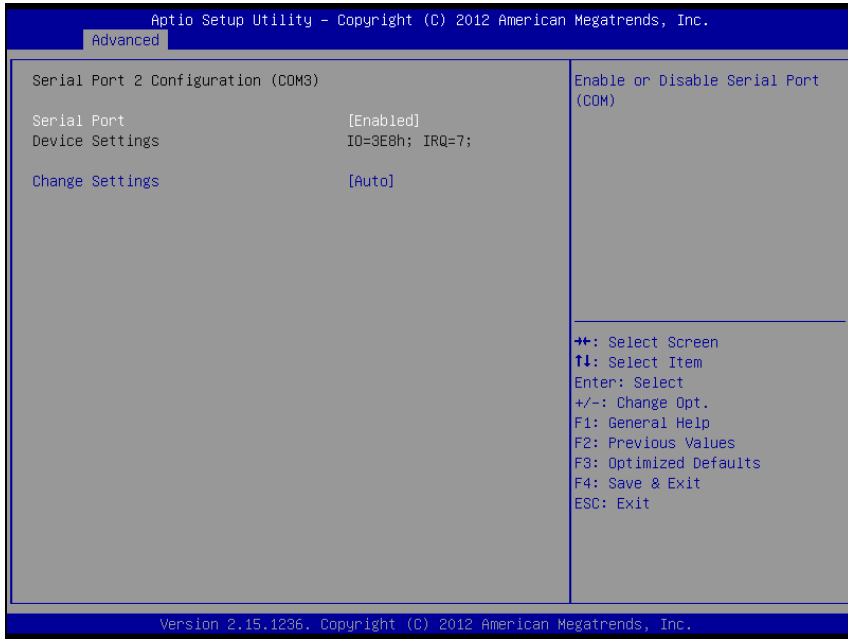 Aptio Setup Utility – Copyright (C) 2012 American Megatrends, Inc.
Advanced
Serial Port 2 Configuration (COM3)
Serial Port [Enabled]
Device Settings IO=3E8h; IRQ=7;
Change Settings [Auto]
Enable or Disable Serial Port
(COM)
→←: Select Screen
↑↓: Select Item
Enter: Select
+/-: Change Opt.
F1: General Help
F2: Previous Values
F3: Optimized Defaults
F4: Save & Exit
ESC: Exit
Version 2.15.1236. Copyright (C) 2012 American Megatrends, Inc.